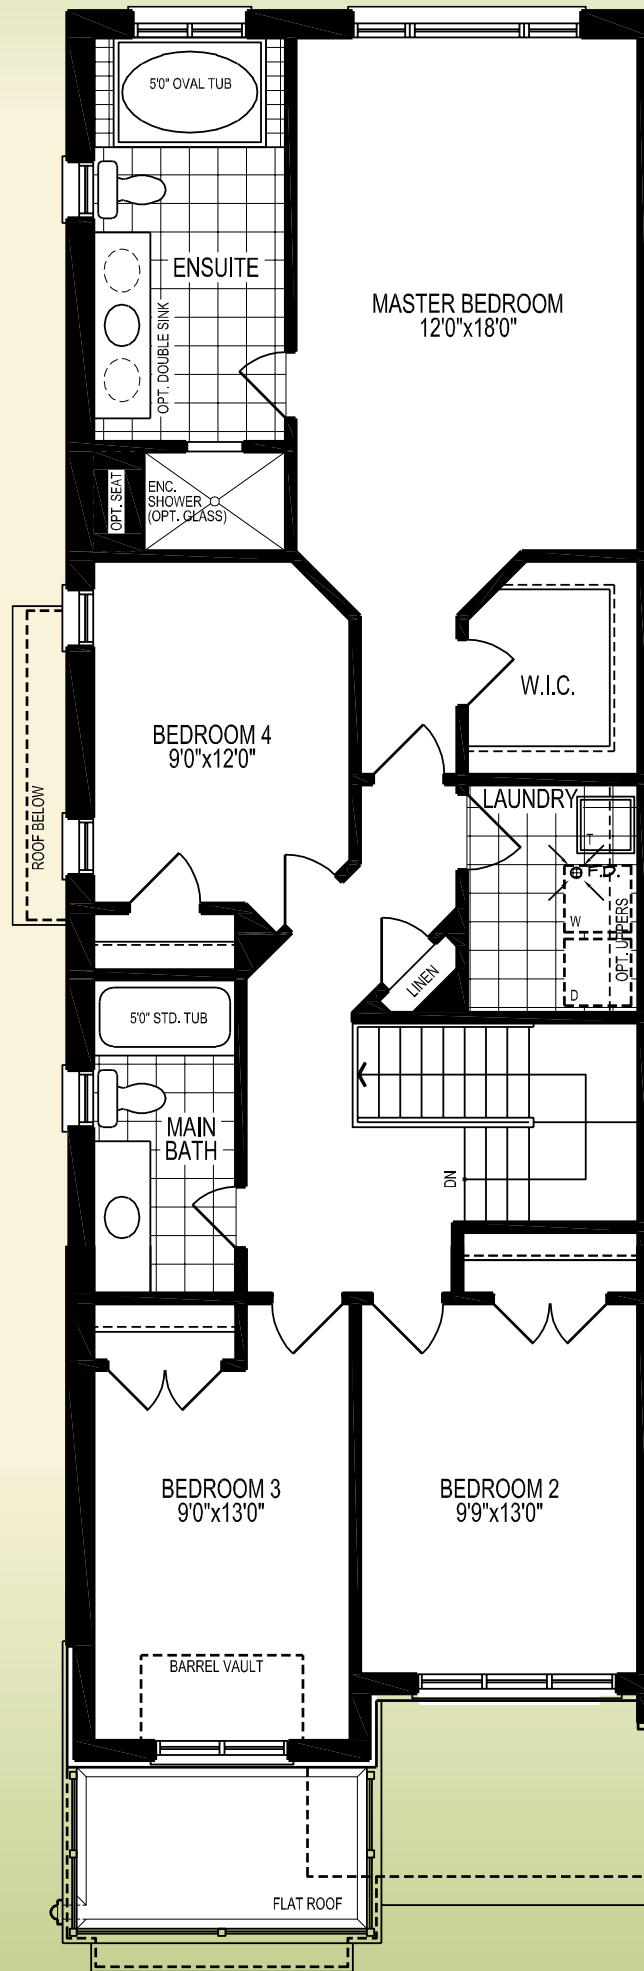 5'0" OVAL TUB
ENSUITE
OPT. DOUBLE SINK
MASTER BEDROOM
12'0"x18'0"
OPT. SEAT
ENC.
SHOWER
(OPT. GLASS)
W.I.C.
BEDROOM 4
9'0"x12'0"
ROOF BELOW
LAUNDRY
T
F.D.
W
OPT. UPPERS
D
LINEN
5'0" STD. TUB
MAIN
BATH
DN
BEDROOM 3
9'0"x13'0"
BEDROOM 2
9'9"x13'0"
BARREL VAULT
FLAT ROOF